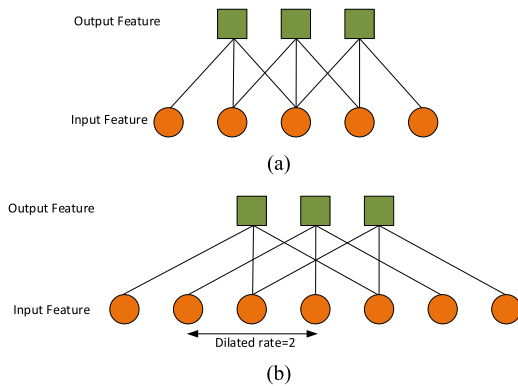 Output Feature
Input Feature
(a)
Output Feature
Input Feature
Dilated rate=2
(b)